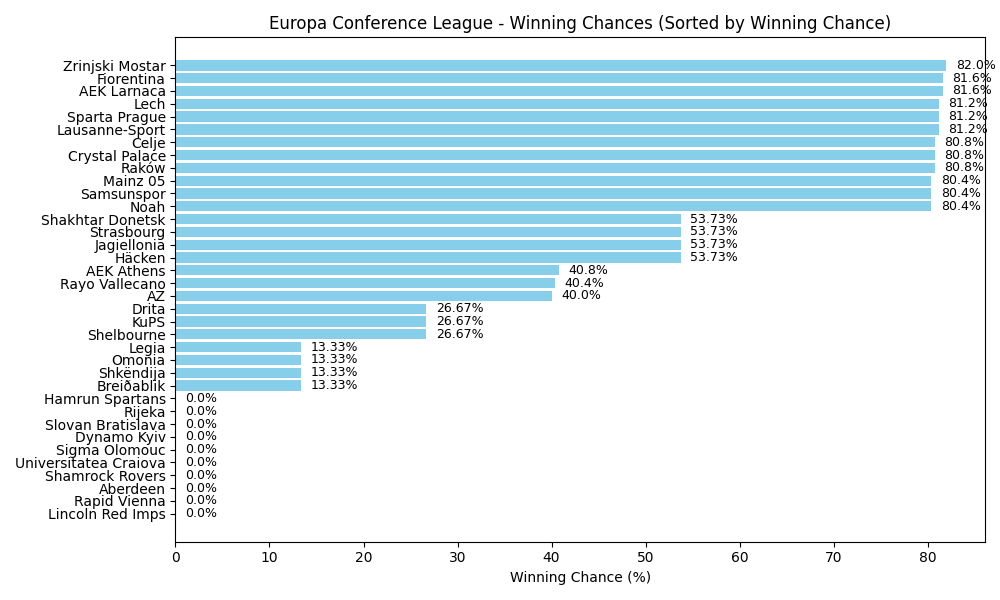 Europa Conference League - Winning Chances (Sorted by Winning Chance)
Zrinjski Mostar 82.0%
Fiorentina 81.6%
AEK Larnaca 81.6%
Lech 81.2%
Sparta Prague 81.2%
Lausanne-Sport 81.2%
Celje 80.8%
Crystal Palace 80.8%
Raków 80.8%
Mainz 05 80.4%
Samsunspor 80.4%
Noah 80.4%
Shakhtar Donetsk 53.73%
Strasbourg 53.73%
Jagiellonia 53.73%
Häcken 53.73%
AEK Athens 40.8%
Rayo Vallecano 40.4%
AZ 40.0%
Drita 26.67%
KuPS 26.67%
Shelbourne 26.67%
Legia 13.33%
Omonia 13.33%
Shkëndija 13.33%
Breiðablik 13.33%
Hamrun Spartans 0.0%
Rijeka 0.0%
Slovan Bratislava 0.0%
Dynamo Kyiv 0.0%
Sigma Olomouc 0.0%
Universitatea Craiova 0.0%
Shamrock Rovers 0.0%
Aberdeen 0.0%
Rapid Vienna 0.0%
Lincoln Red Imps 0.0%
0 10 20 30 40 50 60 70 80
Winning Chance (%)